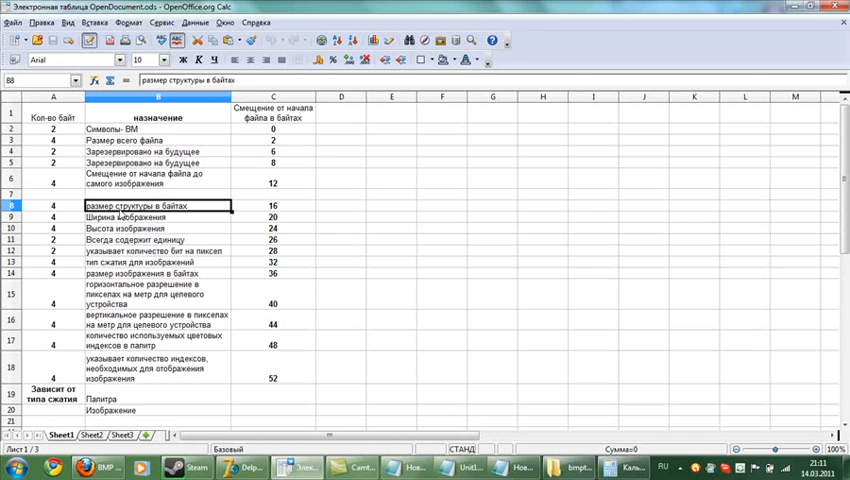 Электронная таблица OpenDocument.ods - OpenOffice.org Calc
Файл Правка Вид Вставка Формат Сервис Данные Окно Справка
Arial 10 Ж К Ч
B8 размер структуры в байтах
A B C D E F G H I J K L M
1 Кол-во байт назначение Смещение от начала
файла в байтах
2 2 Символы- BM 0
3 4 Размер всего файла 2
4 2 Зарезервировано на будущее 6
5 2 Зарезервировано на будущее 8
6 4 Смещение от начала файла до
самого изображения 12
7
8 4 размер структуры в байтах 16
9 4 Ширина изображения 20
10 4 Высота изображения 24
11 2 Всегда содержит единицу 26
12 2 указывает количество бит на пиксел 28
13 4 тип сжатия для изображений 32
14 4 размер изображения в байтах 36
15 4 горизонтальное разрешение в
пикселах на метр для целевого
устройства 40
16 4 вертикальное разрешение в пикселах
на метр для целевого устройства 44
17 4 количество используемых цветовых
индексов в палитр 48
18 4 указывает количество индексов,
необходимых для отображения
изображения 52
19 Зависит от
типа сжатия Палитра
20 Изображение
21
Sheet1 Sheet2 Sheet3
Лист 1 / 3 Базовый СТАНД Сумма=0
BMP ... Steam Delp... Элек... Camt... Нов... Unit1... Нов... bmpt... Каль... RU 21:11
14.03.2011